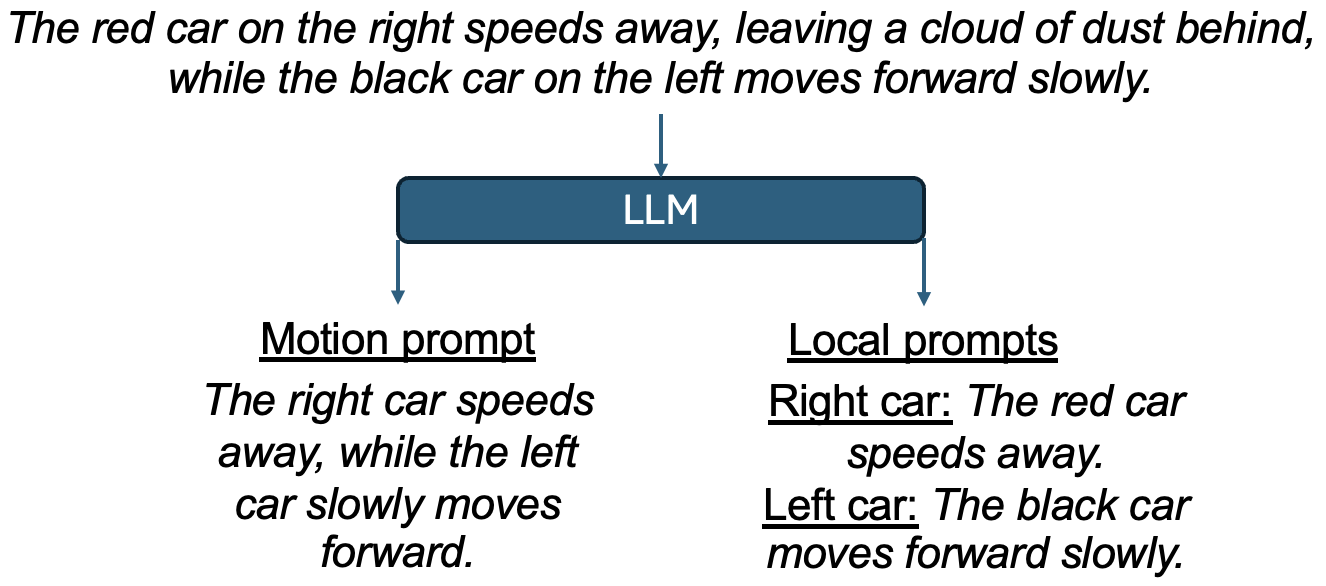 The red car on the right speeds away, leaving a cloud of dust behind,
while the black car on the left moves forward slowly.
LLM
Motion prompt
The right car speeds
away, while the left
car slowly moves
forward.
Local prompts
Right car: The red car
speeds away.
Left car: The black car
moves forward slowly.